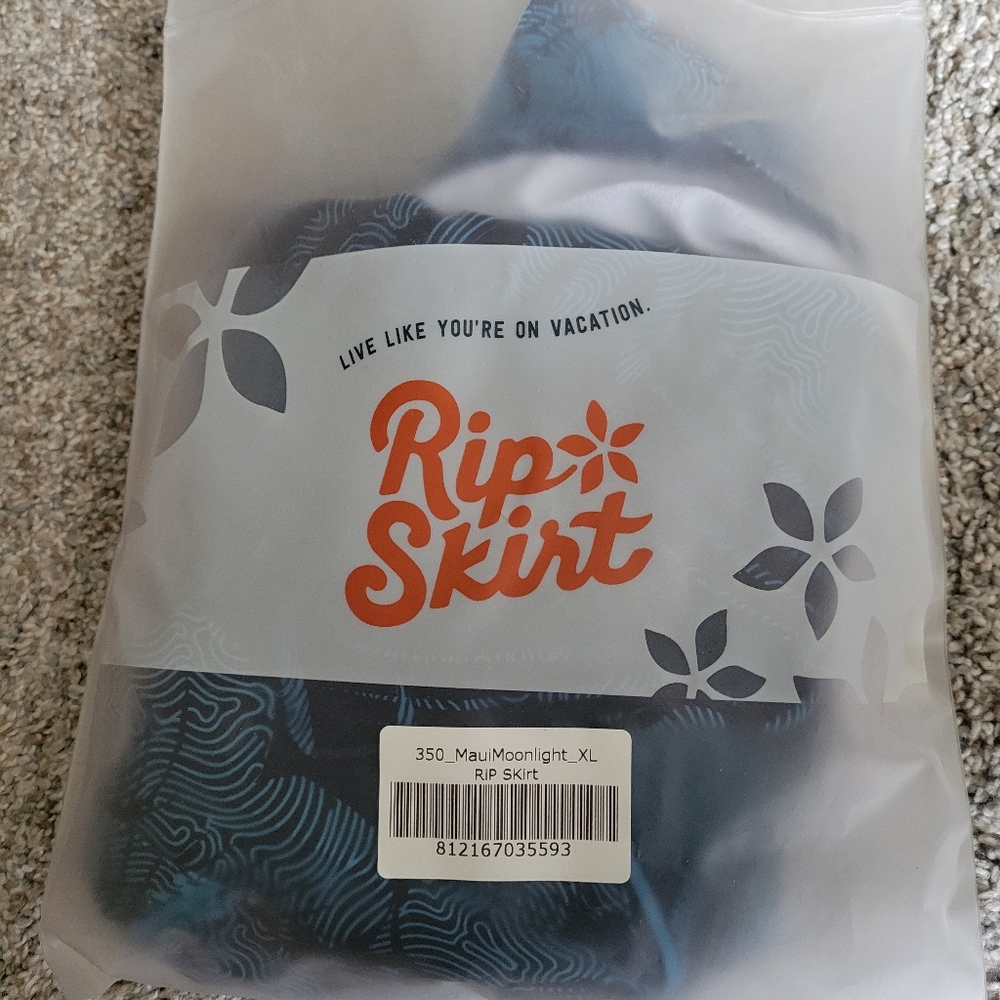 LIVE LIKE YOU'RE ON VACATION.
Rip
Skirt
350_MauiMoonlight_XL
RiP SKirt
812167035593